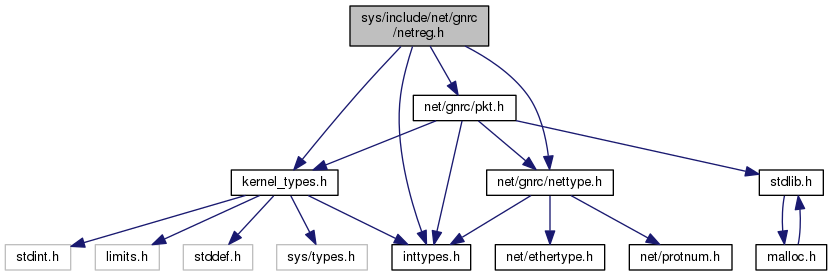 sys/include/net/gnrc
/netreg.h
net/gnrc/pkt.h
kernel_types.h
net/gnrc/nettype.h
stdlib.h
stdint.h
limits.h
stddef.h
sys/types.h
inttypes.h
net/ethertype.h
net/protnum.h
malloc.h